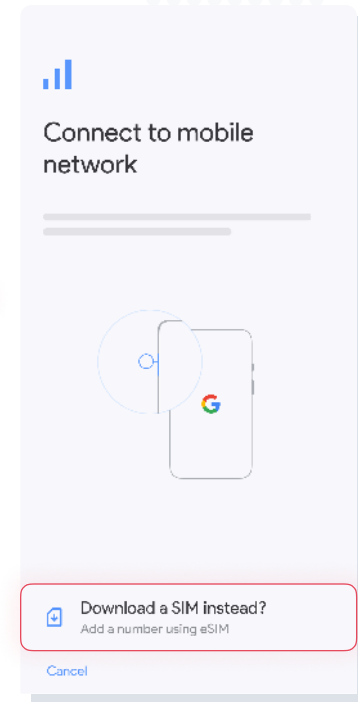 Connect to mobile
network
G
Download a SIM instead?
Add a number using eSIM
Cancel